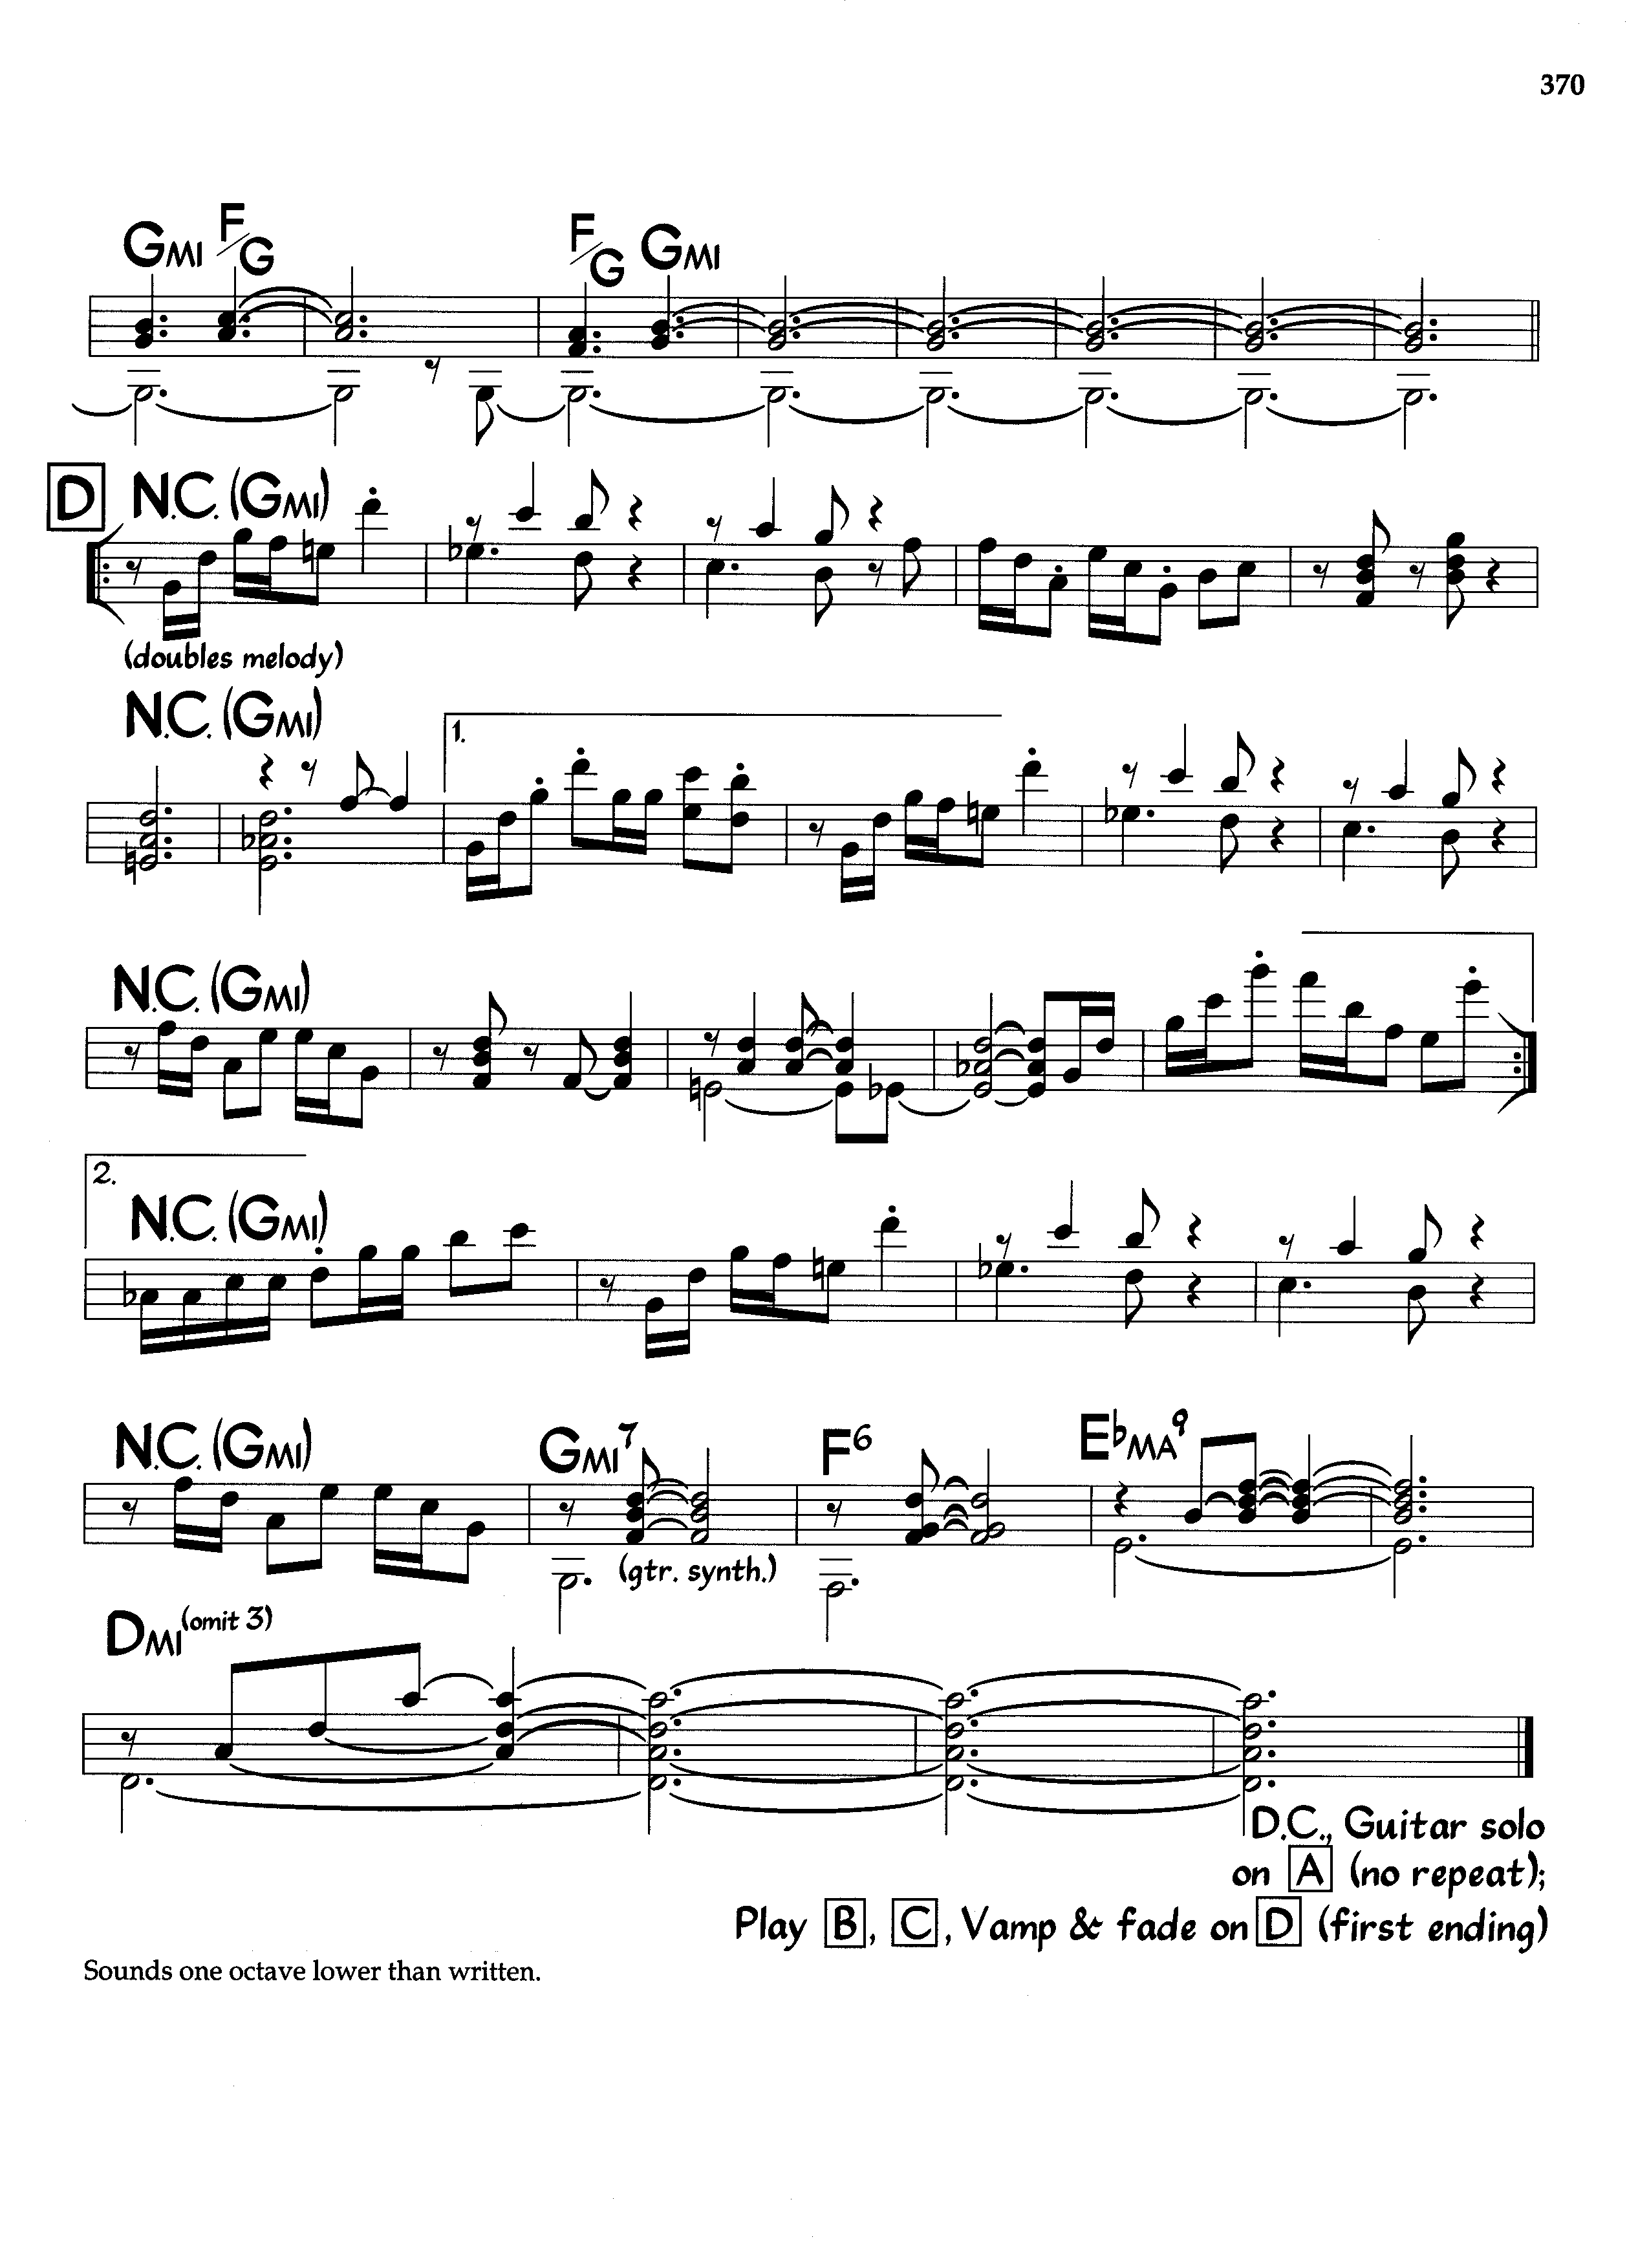 370
GMI F/G F/G GMI
D N.C. (GMI)
(doubles melody)
N.C. (GMI)
1.
N.C. (GMI)
2.
N.C. (GMI)
N.C. (GMI) GMI7 F6 EbMA9
(gtr. synth.)
DMI(omit 3)
D.C., Guitar solo
on A (no repeat);
Play B, C, Vamp & fade on D (first ending)
Sounds one octave lower than written.